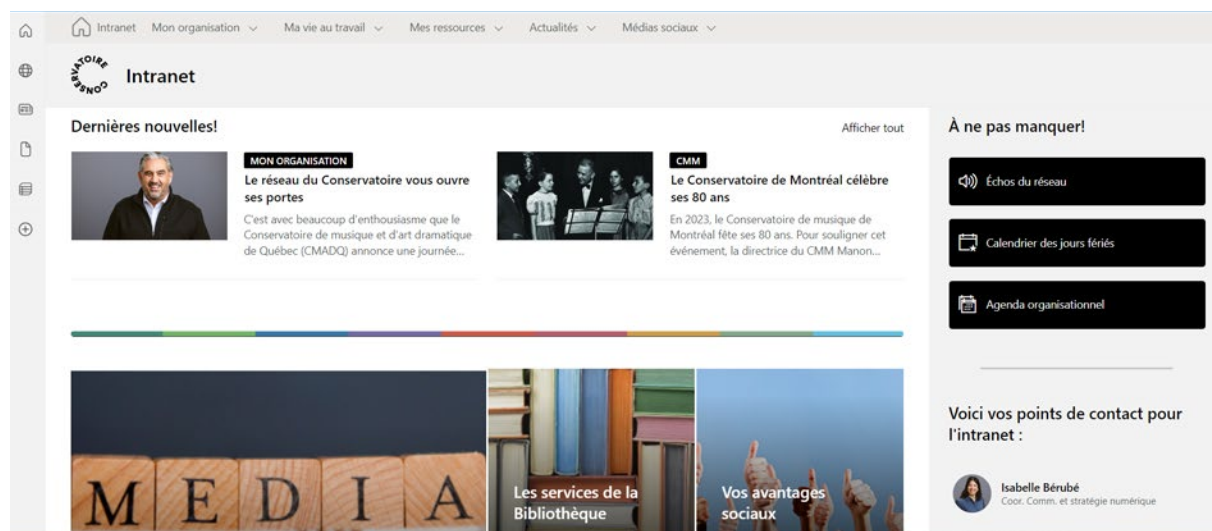 Intranet
Mon organisation
Ma vie au travail
Mes ressources
Actualités
Médias sociaux
CONSERVATOIRE
Intranet
Dernières nouvelles!
Afficher tout
MON ORGANISATION
Le réseau du Conservatoire vous ouvre
ses portes
C'est avec beaucoup d'enthousiasme que le
Conservatoire de musique et d'art dramatique
de Québec (CMADQ) annonce une journée...
CMM
Le Conservatoire de Montréal célèbre
ses 80 ans
En 2023, le Conservatoire de musique de
Montréal fête ses 80 ans. Pour souligner cet
événement, la directrice du CMM Manon...
MEDIA
Les services de la
Bibliothèque
Vos avantages
sociaux
À ne pas manquer!
Échos du réseau
Calendrier des jours fériés
Agenda organisationnel
Voici vos points de contact pour
l'intranet :
Isabelle Bérubé
Coor. Comm. et stratégie numérique